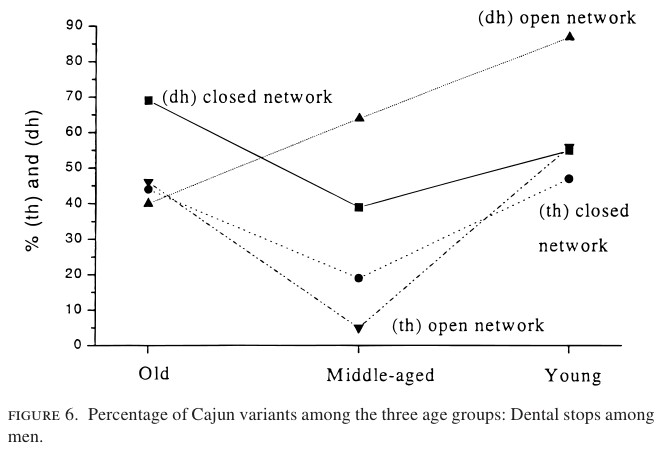 (dh) open network
90
80
(dh) closed network
70
60
50
40
30
20
10
0
% (th) and (dh)
(th) closed
network
(th) open network
Old Middle-aged Young
FIGURE 6. Percentage of Cajun variants among the three age groups: Dental stops among
men.